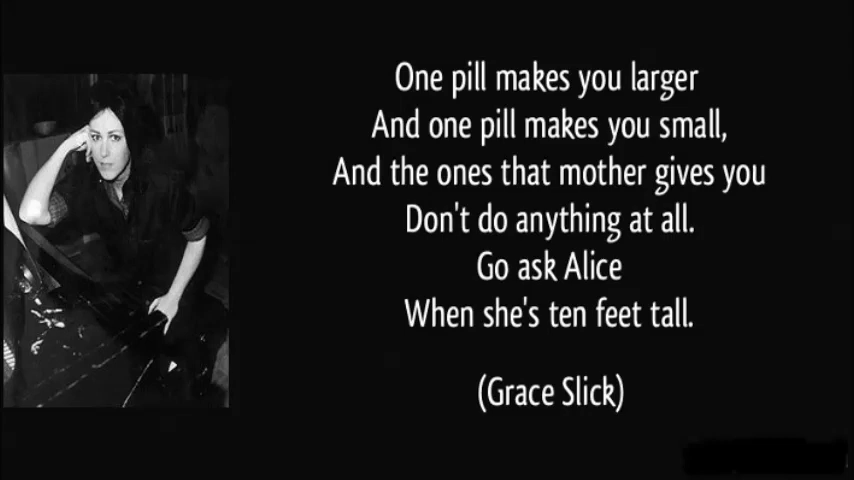 One pill makes you larger
And one pill makes you small,
And the ones that mother gives you
Don't do anything at all.
Go ask Alice
When she's ten feet tall.
(Grace Slick)